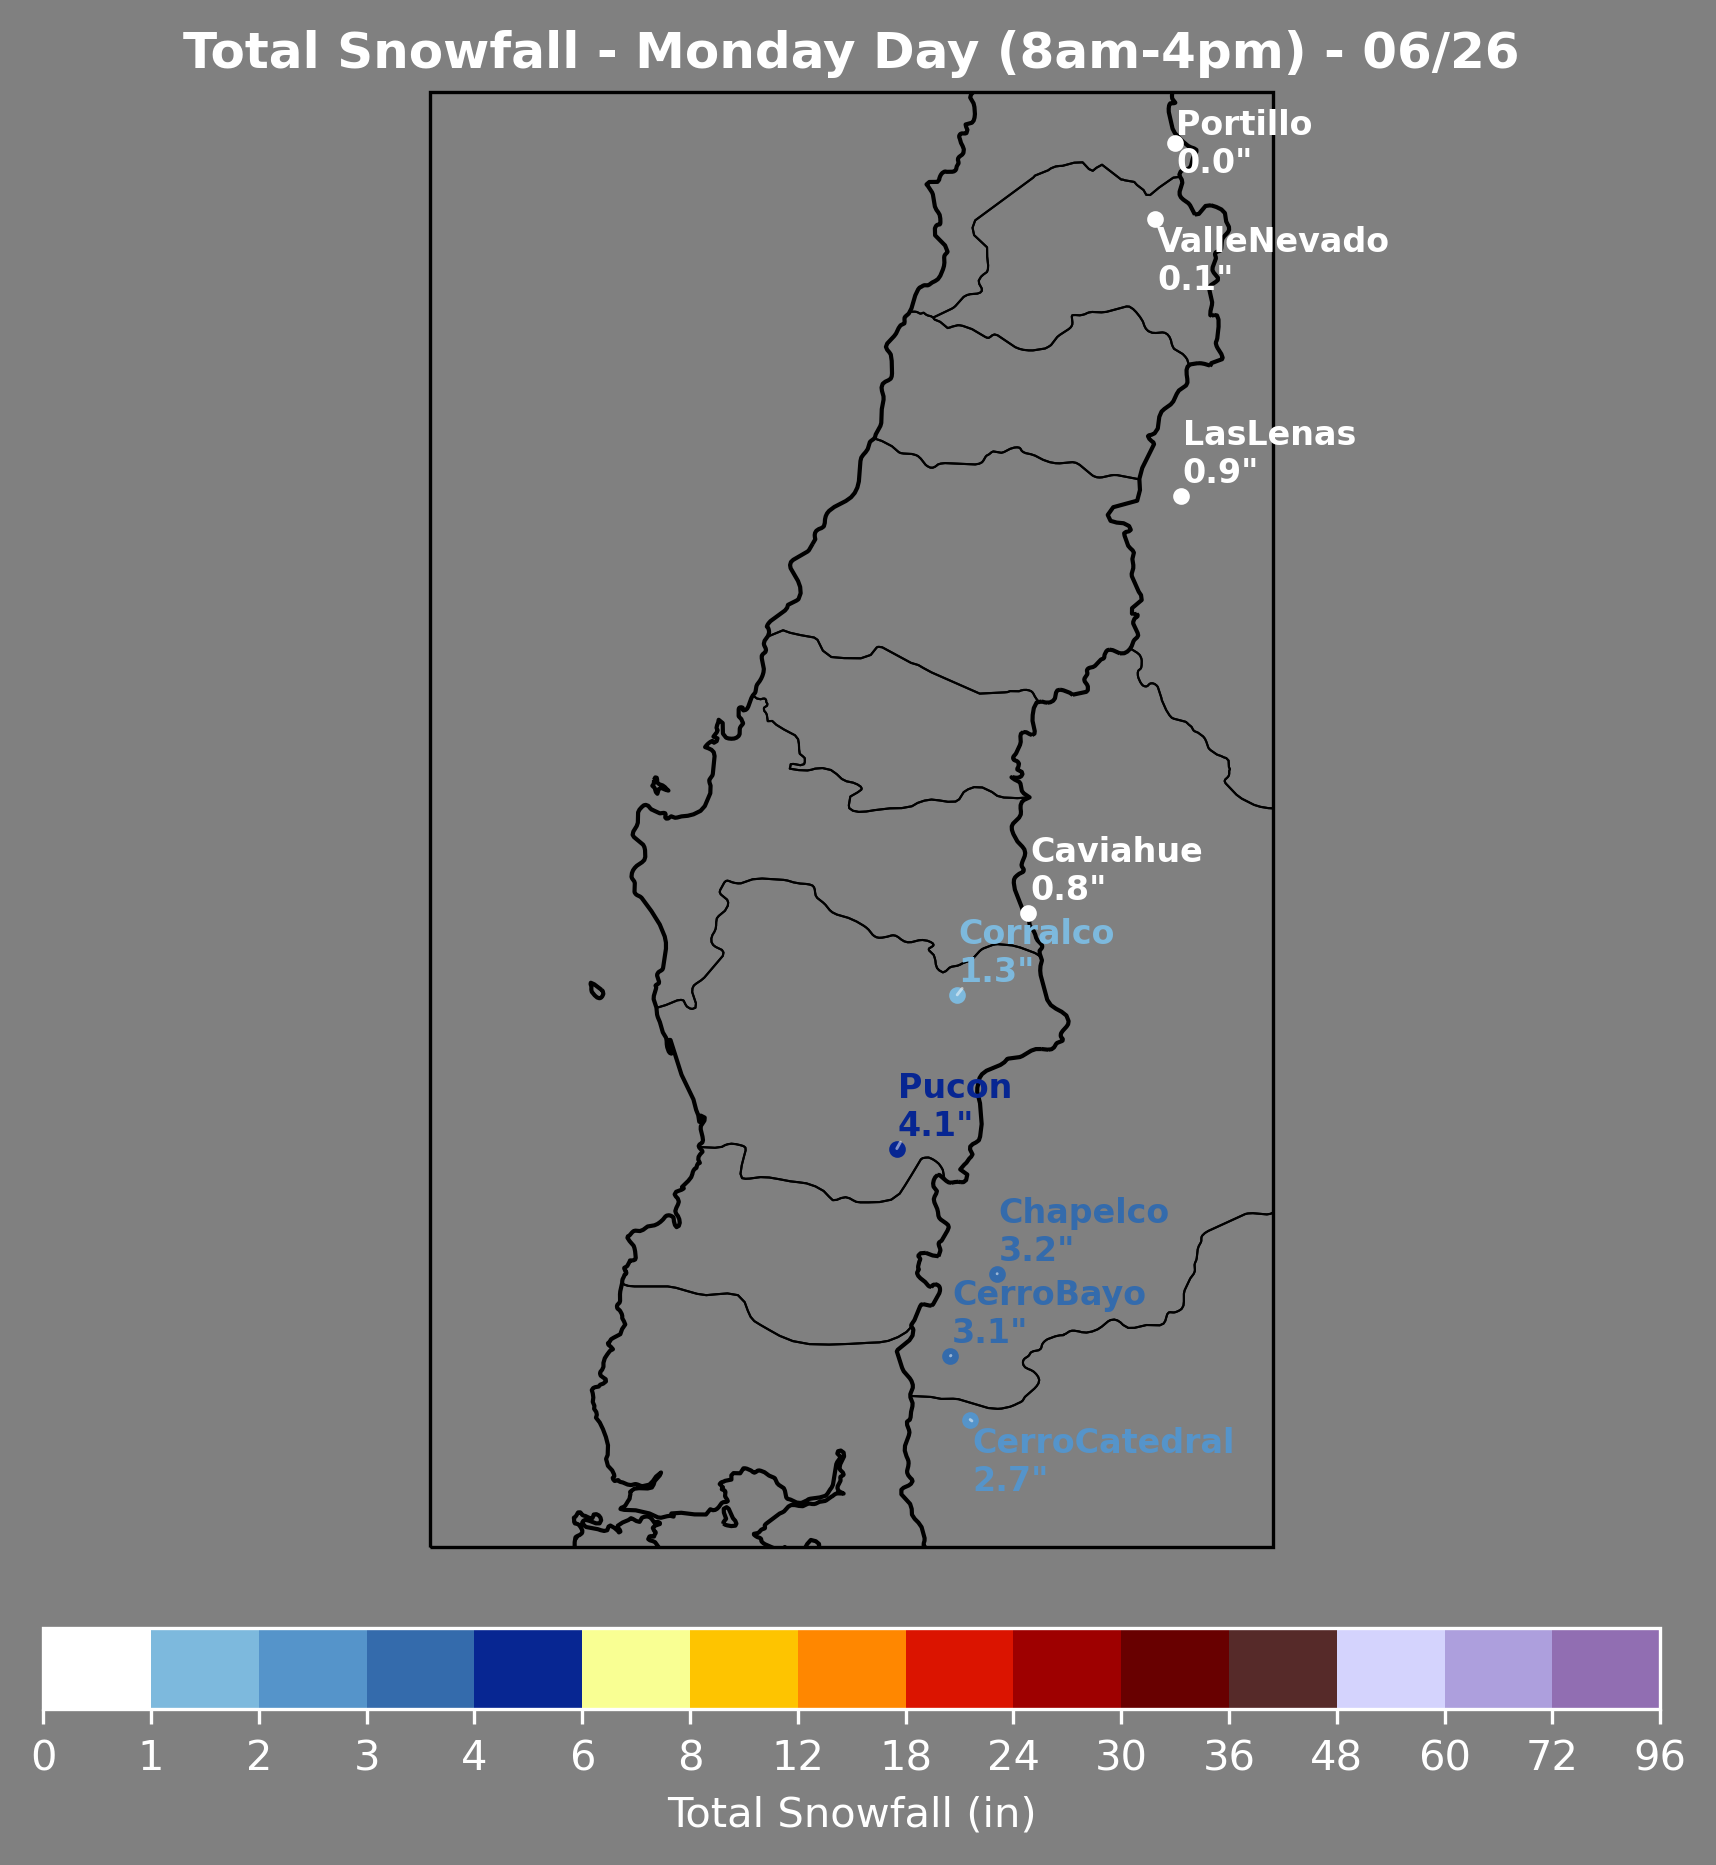 Total Snowfall - Monday Day (8am-4pm) - 06/26
Portillo
0.0"
ValleNevado
0.1"
LasLenas
0.9"
Caviahue
0.8"
Corralco
1.3"
Pucon
4.1"
Chapelco
3.2"
CerroBayo
3.1"
CerroCatedral
2.7"
0 1 2 3 4 6 8 12 18 24 30 36 48 60 72 96
Total Snowfall (in)